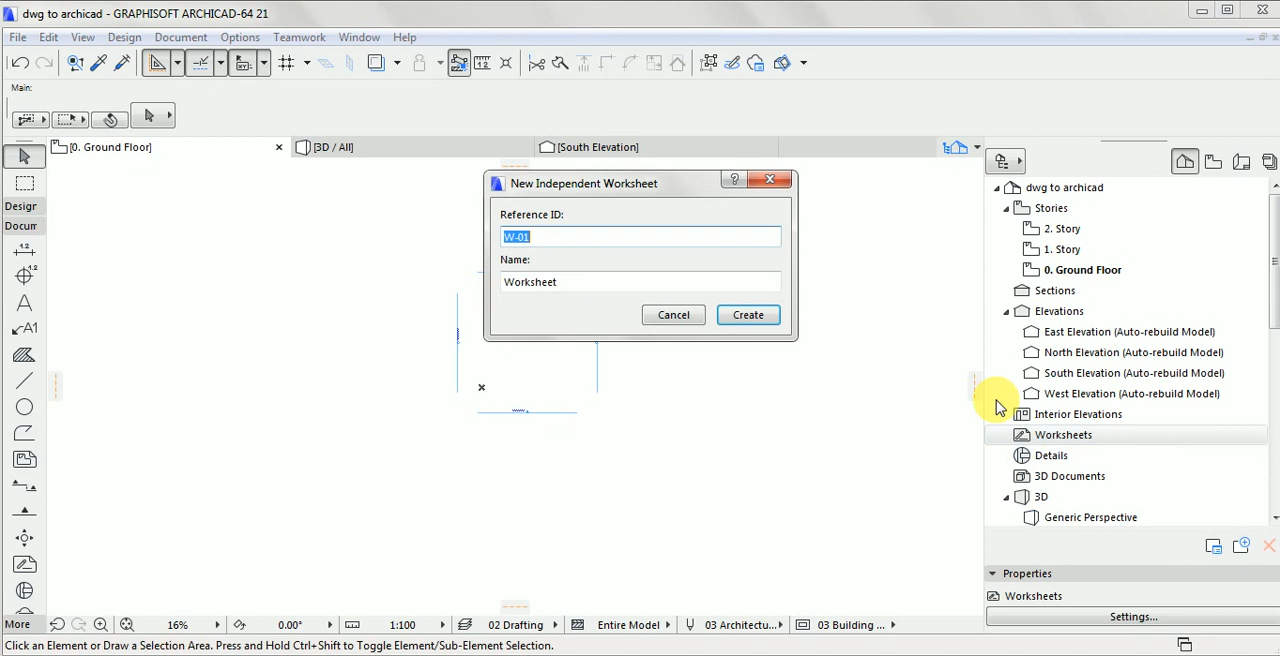 dwg to archicad - GRAPHISOFT ARCHICAD-64 21
File Edit View Design Document Options Teamwork Window Help
Main:
[0. Ground Floor] [3D / All] [South Elevation]
New Independent Worksheet
Reference ID:
W-01
Name:
Worksheet
Cancel Create
Design
Docum
A
A1
More
dwg to archicad
Stories
2. Story
1. Story
0. Ground Floor
Sections
Elevations
East Elevation (Auto-rebuild Model)
North Elevation (Auto-rebuild Model)
South Elevation (Auto-rebuild Model)
West Elevation (Auto-rebuild Model)
Interior Elevations
Worksheets
Details
3D Documents
3D
Generic Perspective
Properties
Worksheets
Settings...
16% 0.00° 1:100 02 Drafting Entire Model 03 Architectu... 03 Building ...
Click an Element or Draw a Selection Area. Press and Hold Ctrl+Shift to Toggle Element/Sub-Element Selection.